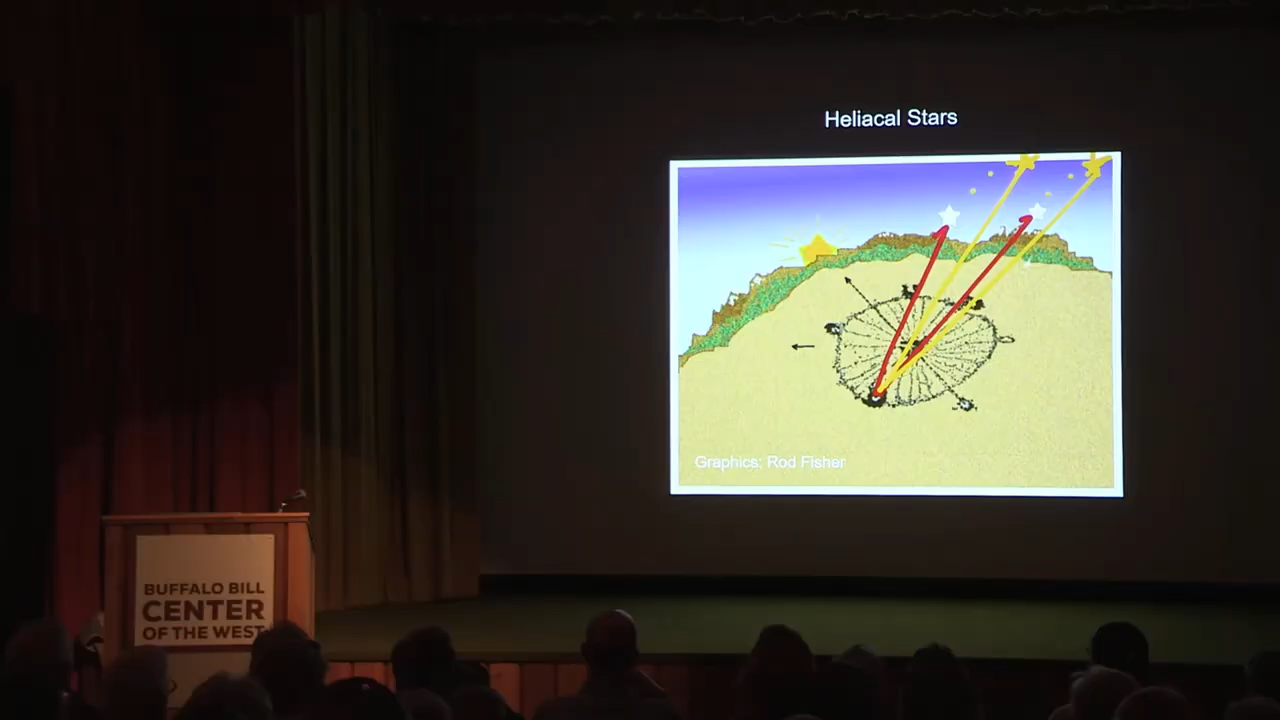 Heliacal Stars
Graphics: Rod Fisher
BUFFALO BILL
CENTER
OF THE WEST